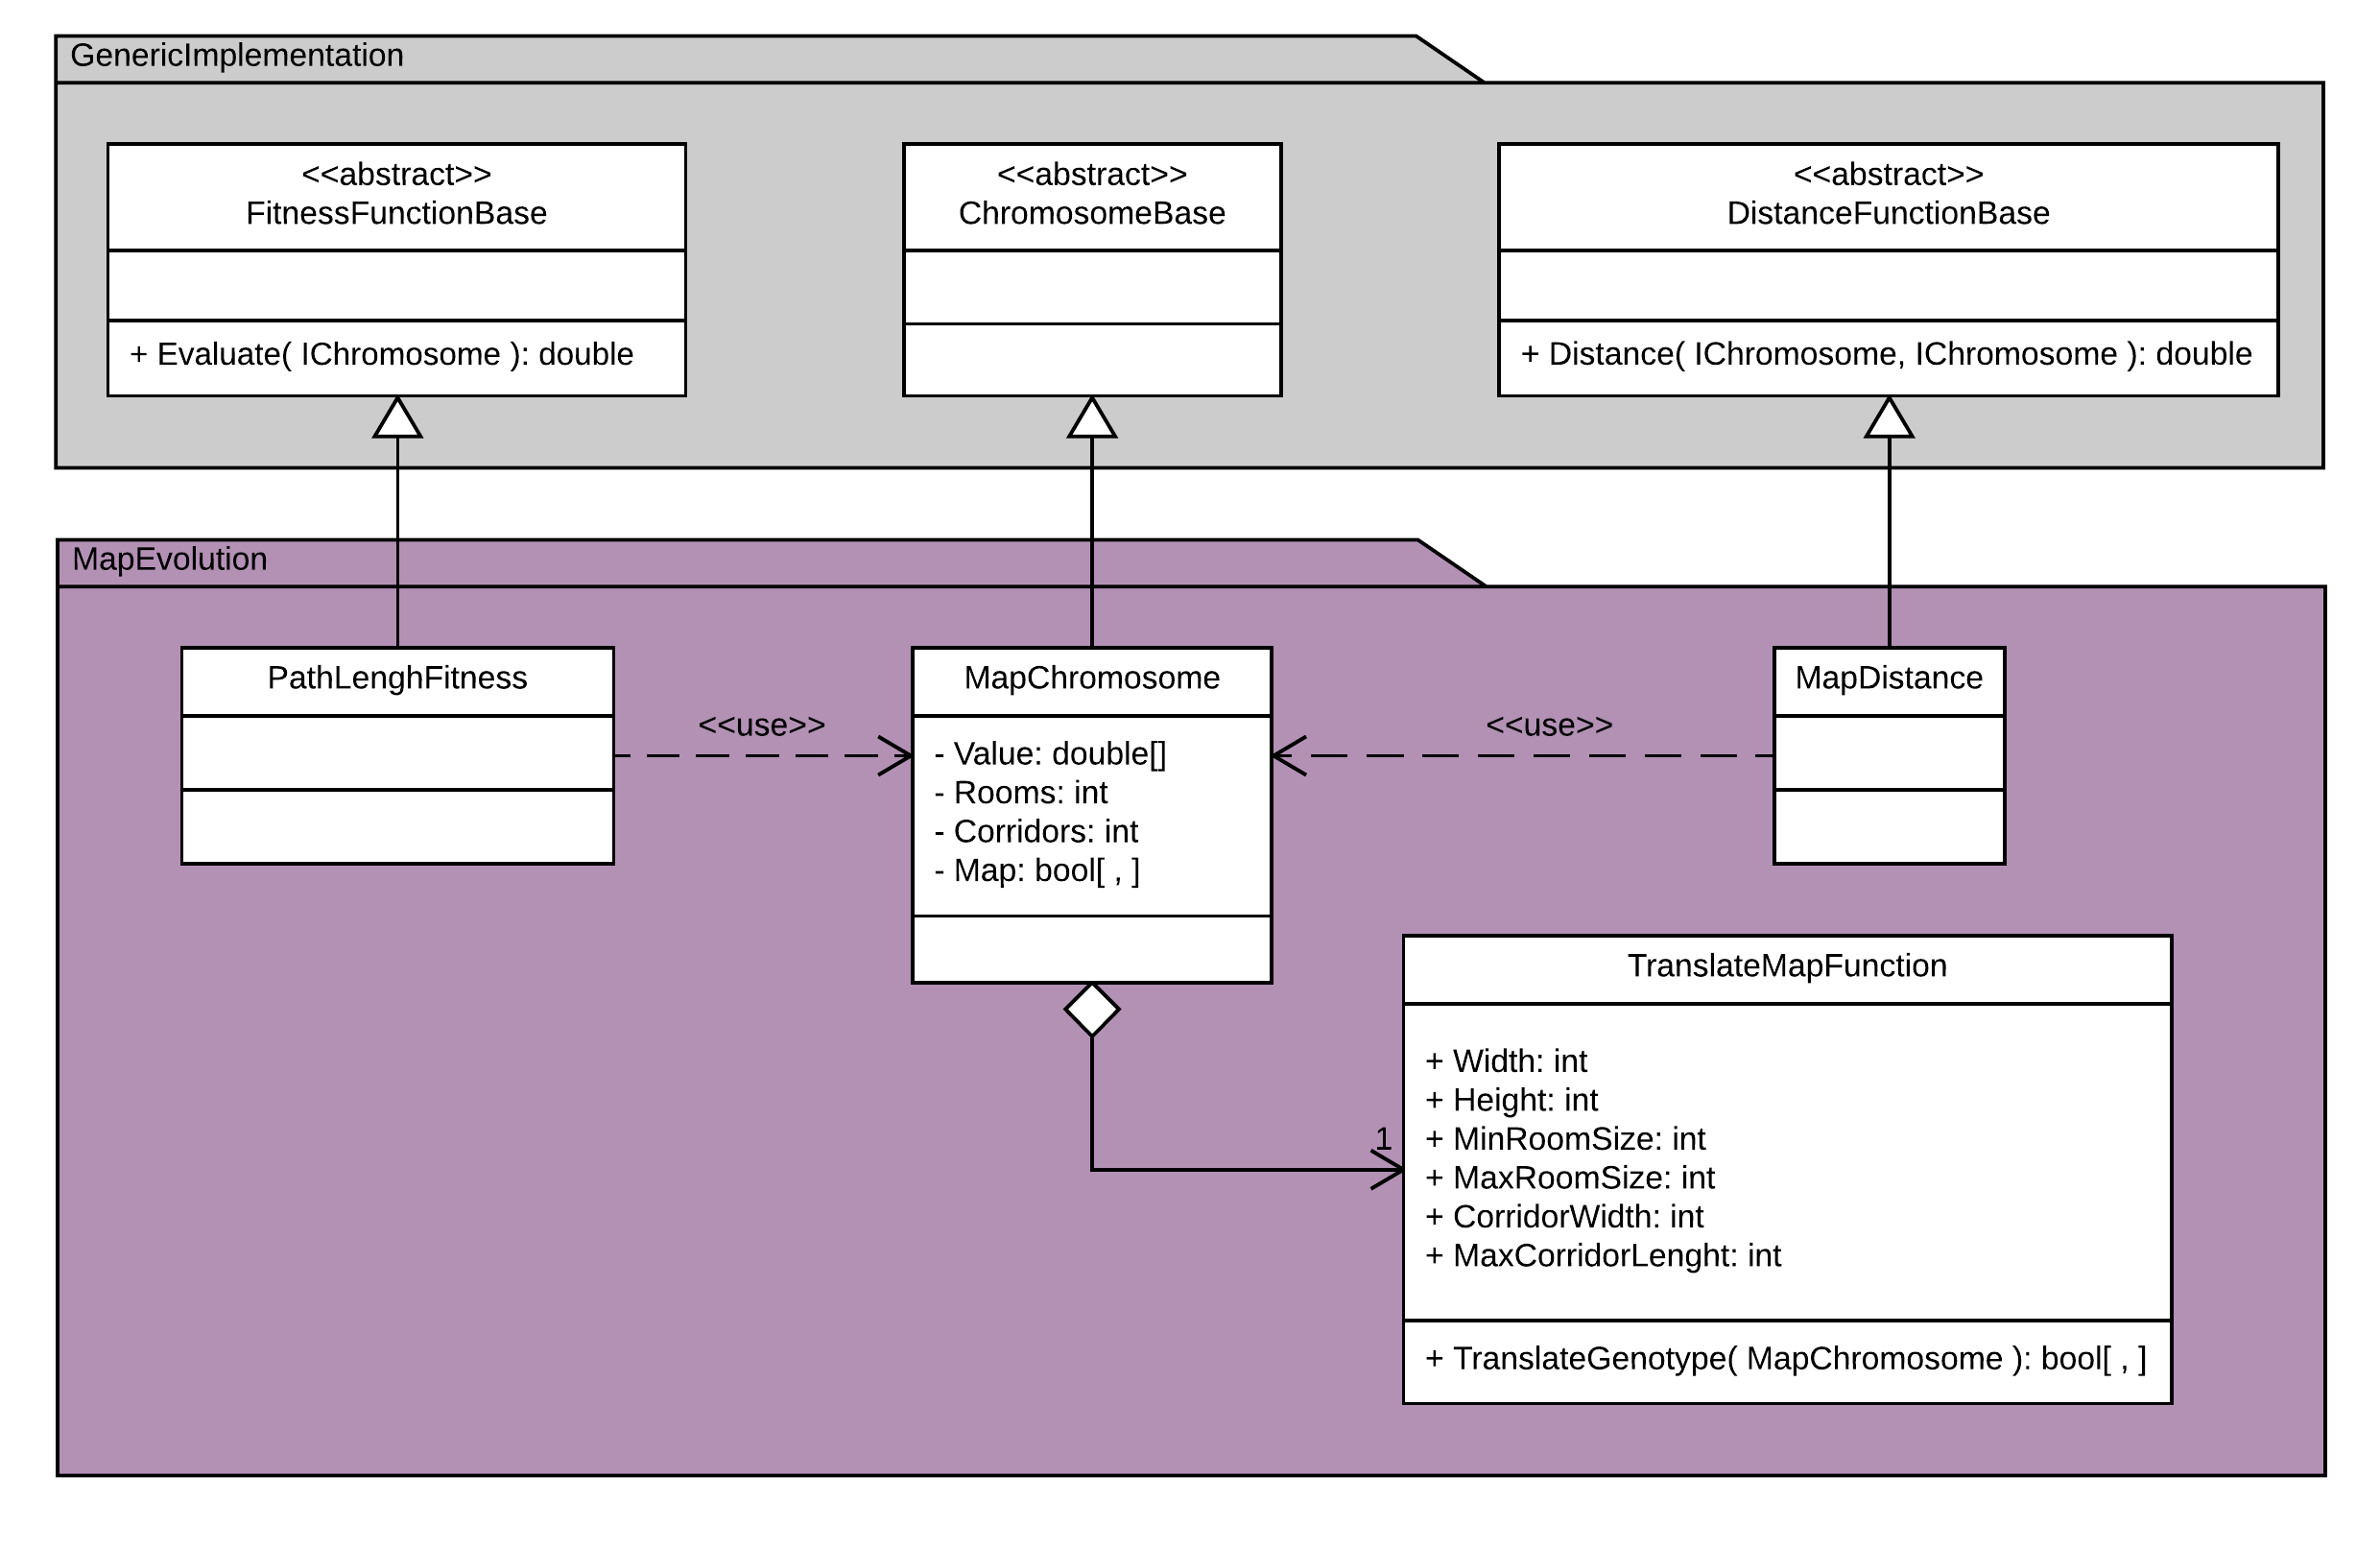 GenericImplementation
<<abstract>>
FitnessFunctionBase
+ Evaluate( IChromosome ): double
<<abstract>>
ChromosomeBase
<<abstract>>
DistanceFunctionBase
+ Distance( IChromosome, IChromosome ): double
MapEvolution
PathLenghFitness
<<use>>
MapChromosome
- Value: double[]
- Rooms: int
- Corridors: int
- Map: bool[ , ]
<<use>>
MapDistance
1
TranslateMapFunction
+ Width: int
+ Height: int
+ MinRoomSize: int
+ MaxRoomSize: int
+ CorridorWidth: int
+ MaxCorridorLenght: int
+ TranslateGenotype( MapChromosome ): bool[ , ]